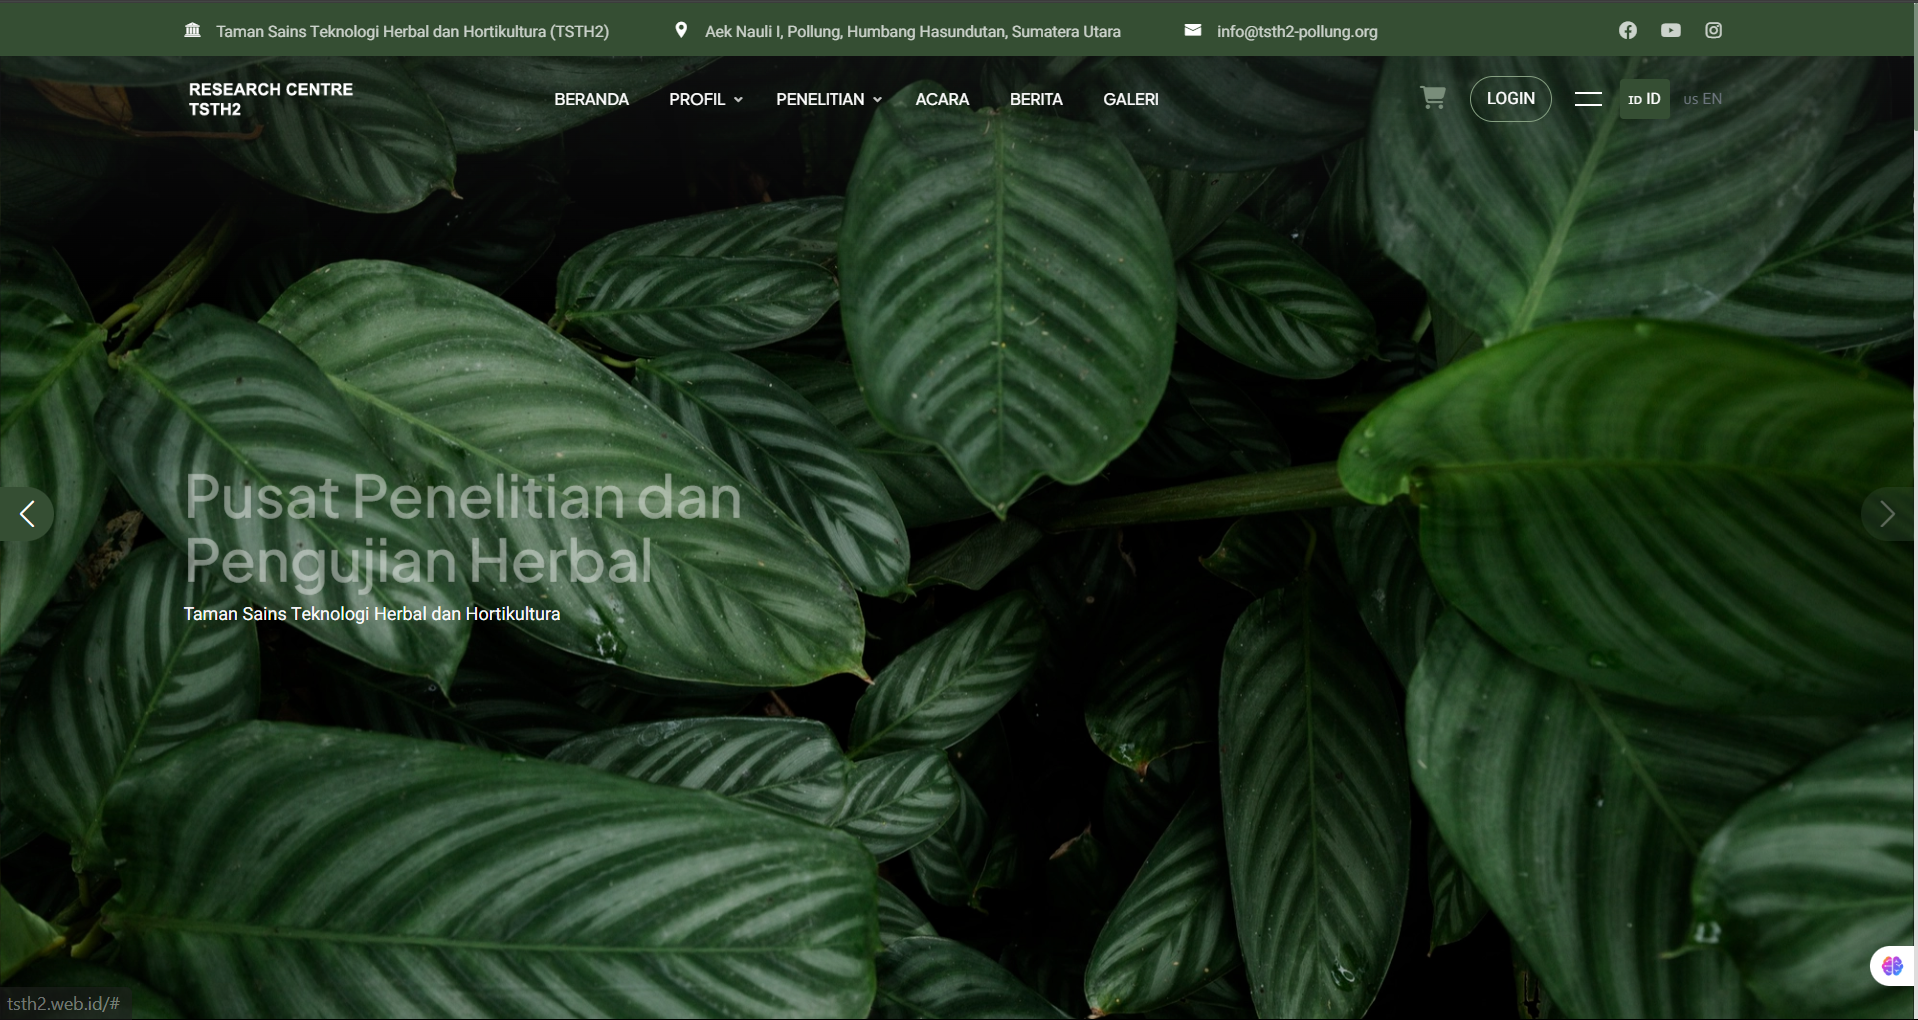 Taman Sains Teknologi Herbal dan Hortikultura (TSTH2)
Aek Nauli I, Pollung, Humbang Hasundutan, Sumatera Utara
info@tsth2-pollung.org
RESEARCH CENTRE
TSTH2
BERANDA
PROFIL
PENELITIAN
ACARA
BERITA
GALERI
LOGIN
ID ID
US EN
Pusat Penelitian dan
Pengujian Herbal
Taman Sains Teknologi Herbal dan Hortikultura
tsth2.web.id/#